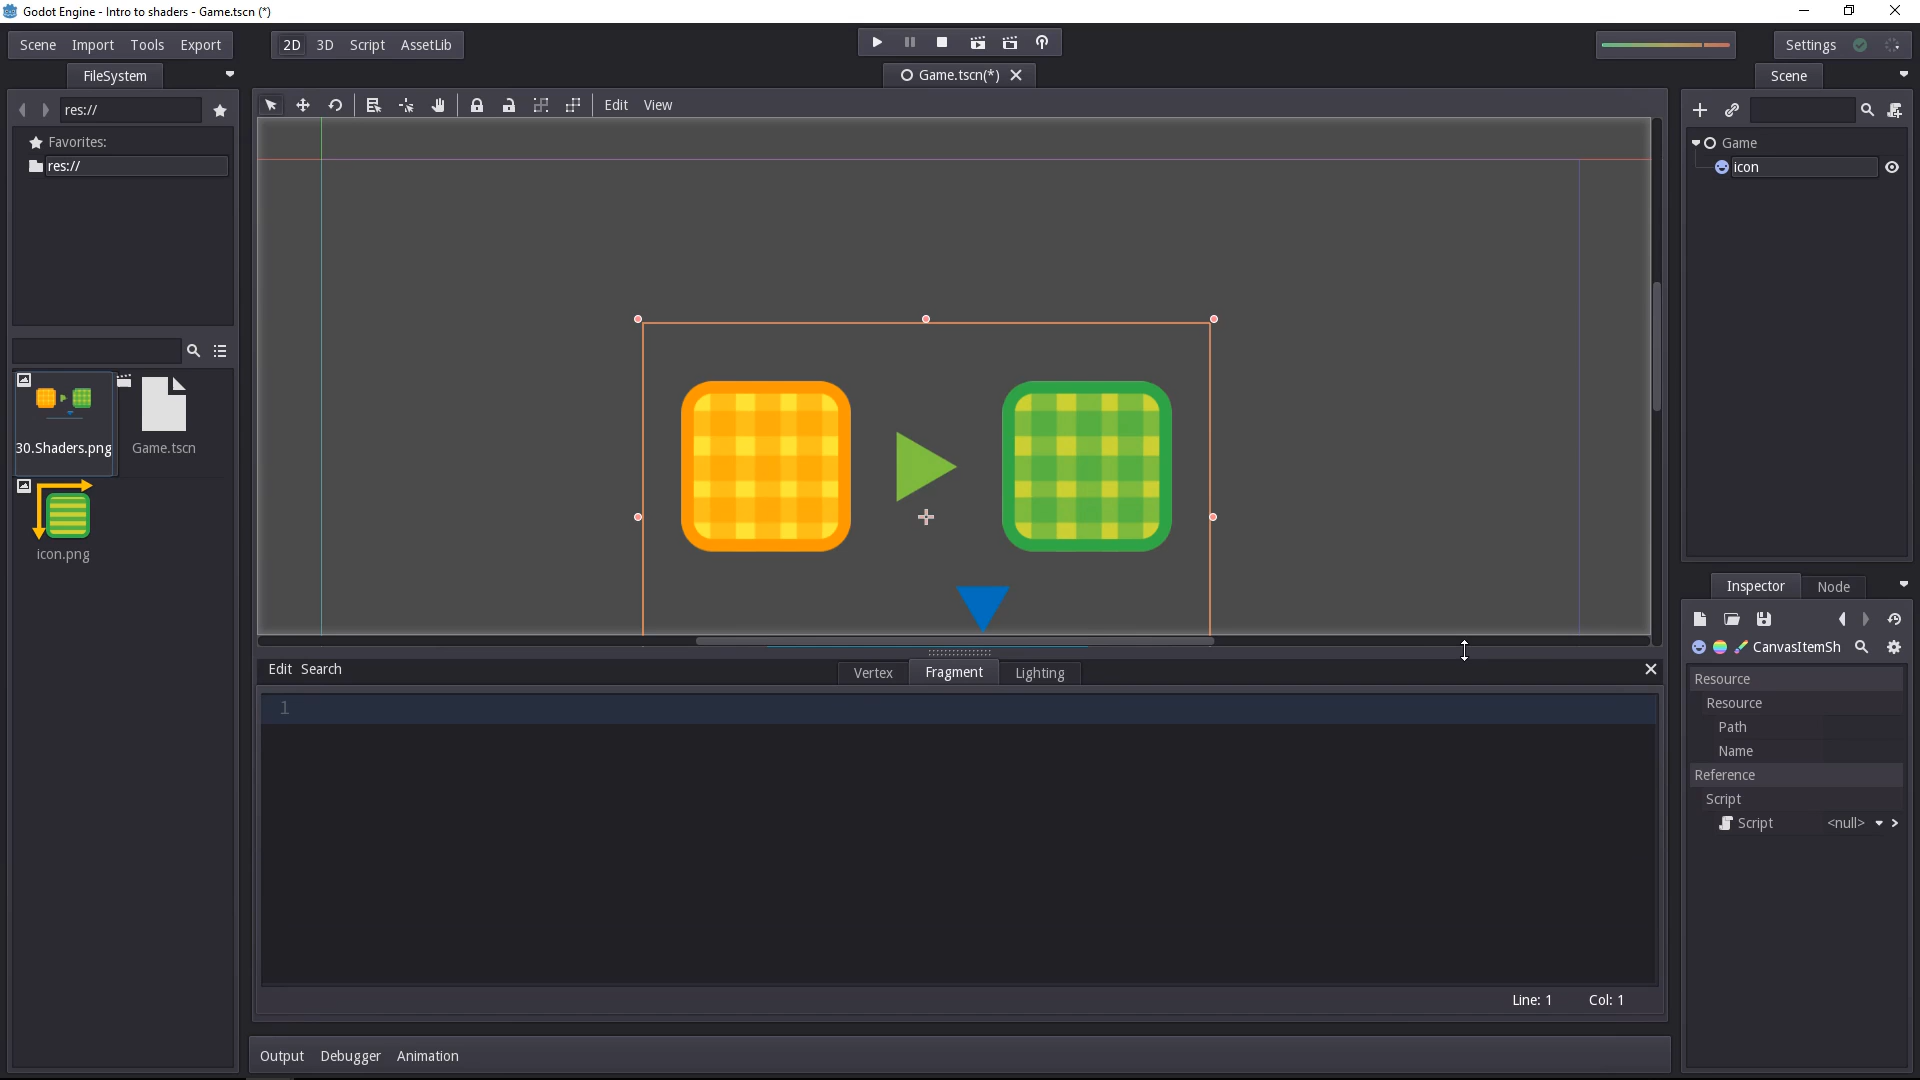 Godot Engine - Intro to shaders - Game.tscn (*)
Scene Import Tools Export
2D 3D Script AssetLib
Settings
FileSystem
Game.tscn(*)
Scene
res://
Edit View
Favorites:
res://
Game
icon
30.Shaders.png
Game.tscn
icon.png
Inspector
Node
CanvasItemSh
Edit Search
Vertex
Fragment
Lighting
1
Resource
Resource
Path
Name
Reference
Script
Script <null>
Line: 1 Col: 1
Output Debugger Animation